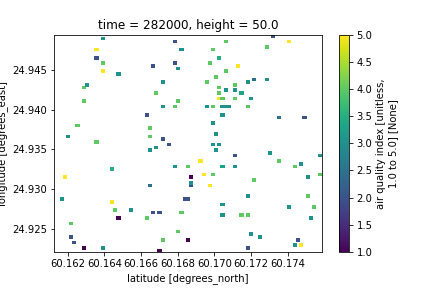 time = 282000, height = 50.0
24.945
24.940
24.935
24.930
24.925
longitude [degrees_east]
60.162 60.164 60.166 60.168 60.170 60.172 60.174
latitude [degrees_north]
5.0
4.5
4.0
3.5
3.0
2.5
2.0
1.5
1.0
air quality index [unitless,
1.0 to 5.0] [None]